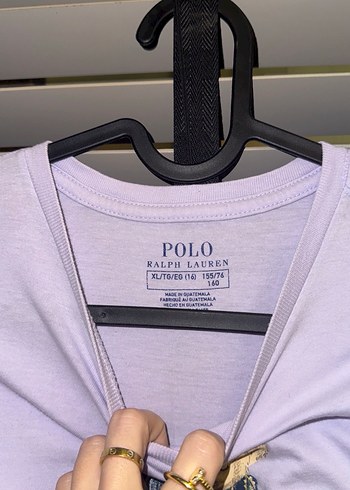 POLO
RALPH LAUREN
XL/TG/EG (16) 155/76
160
MADE IN GUATEMALA
FABRIQUÉ AU GUATEMALA
HECHO EN GUATEMALA